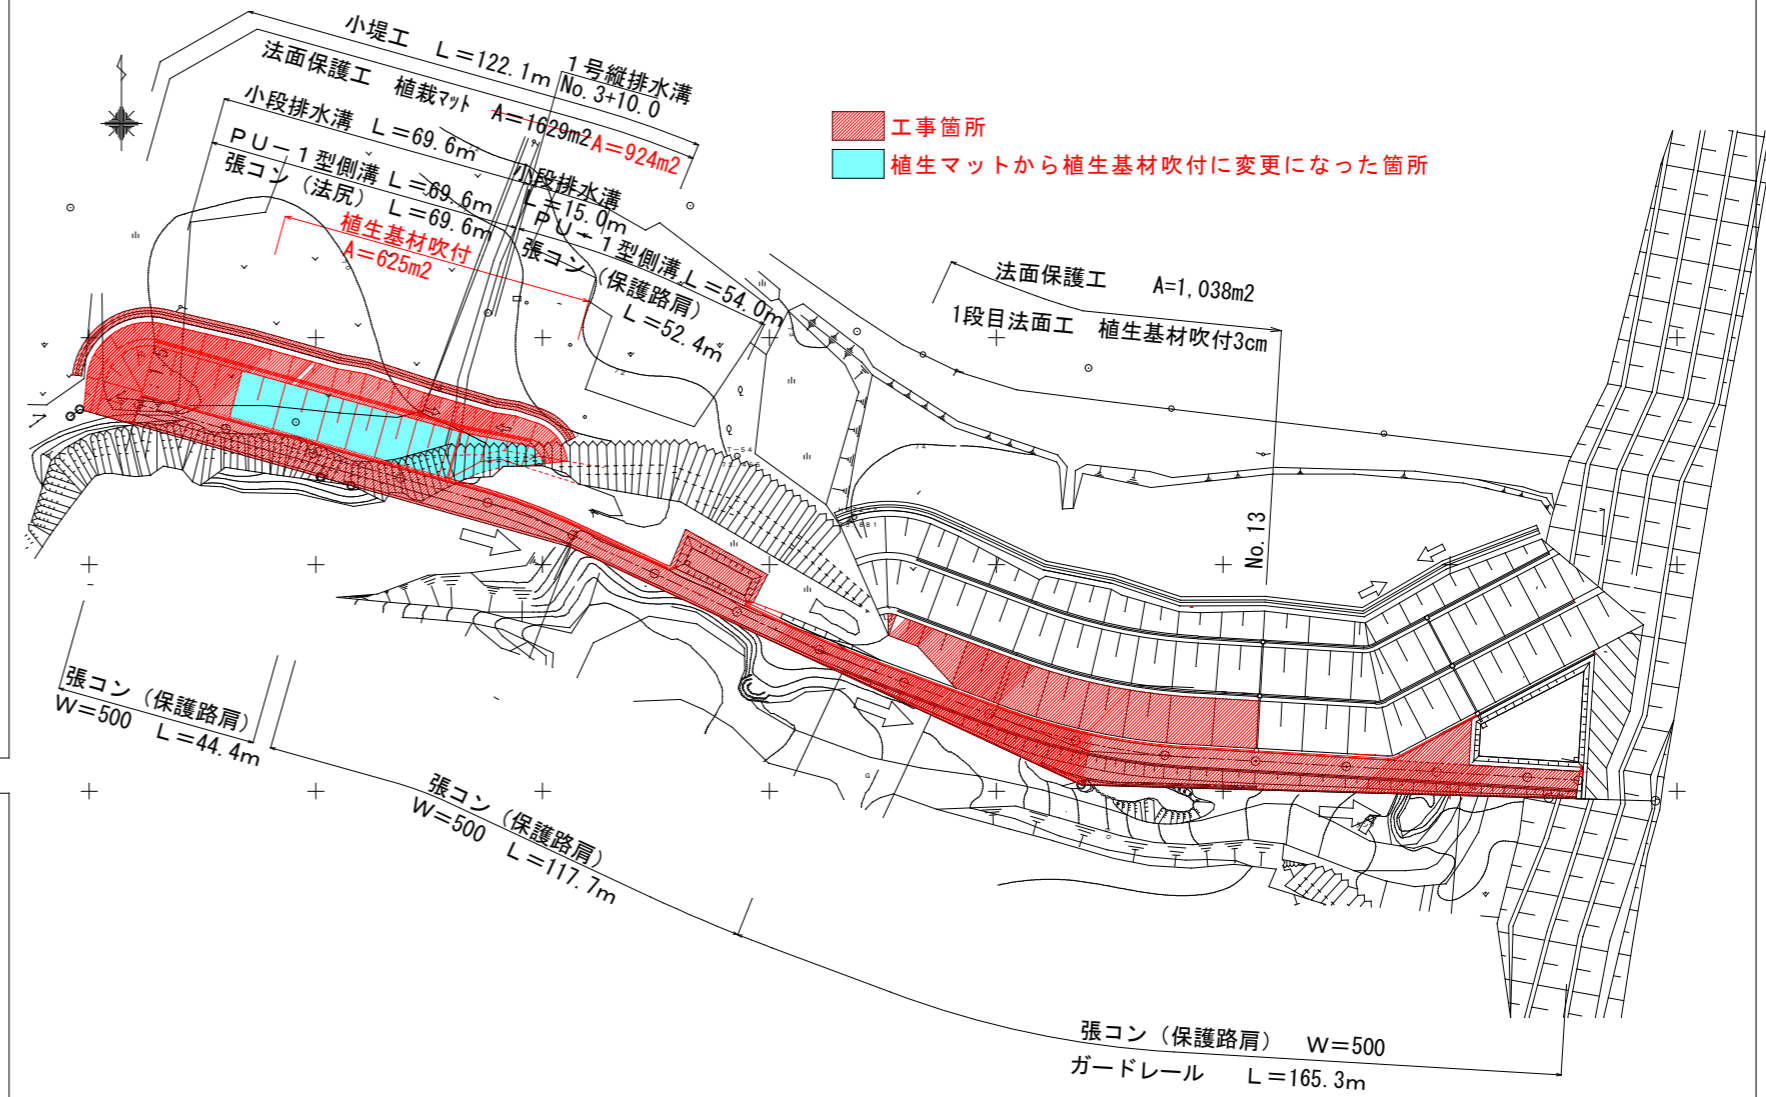 小堤工　L=122.1m
1号縦排水溝
No.3+10.0
法面保護工　植栽マット　A=1629m2 A=924m2
小段排水溝　L=69.6m
PU−1型側溝　L=69.6m
張コン（法尻）　L=69.6m
小段排水溝
L=15.0m
PU−1型側溝 L=54.0m
張コン（保護路肩）
L=52.4m
植生基材吹付
A=625m2
工事箇所
植生マットから植生基材吹付に変更になった箇所
法面保護工　A=1,038m2
1段目法面工　植生基材吹付3cm
No.13
張コン（保護路肩）
W=500　L=44.4m
張コン（保護路肩）
W=500　L=117.7m
張コン（保護路肩）　W=500
ガードレール　L=165.3m